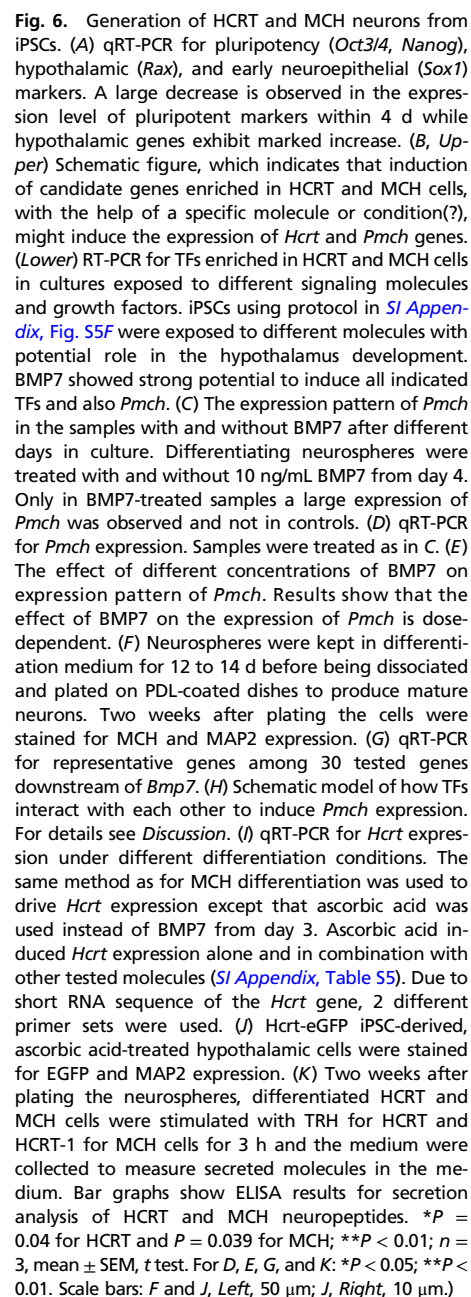 Fig. 6. Generation of HCRT and MCH neurons from
iPSCs. (A) qRT-PCR for pluripotency (Oct3/4, Nanog),
hypothalamic (Rax), and early neuroepithelial (Sox1)
markers. A large decrease is observed in the expres-
sion level of pluripotent markers within 4 d while
hypothalamic genes exhibit marked increase. (B, Up-
per) Schematic figure, which indicates that induction
of candidate genes enriched in HCRT and MCH cells,
with the help of a specific molecule or condition(?),
might induce the expression of Hcrt and Pmch genes.
(Lower) RT-PCR for TFs enriched in HCRT and MCH cells
in cultures exposed to different signaling molecules
and growth factors. iPSCs using protocol in SI Appen-
dix, Fig. S5F were exposed to different molecules with
potential role in the hypothalamus development.
BMP7 showed strong potential to induce all indicated
TFs and also Pmch. (C) The expression pattern of Pmch
in the samples with and without BMP7 after different
days in culture. Differentiating neurospheres were
treated with and without 10 ng/mL BMP7 from day 4.
Only in BMP7-treated samples a large expression of
Pmch was observed and not in controls. (D) qRT-PCR
for Pmch expression. Samples were treated as in C. (E)
The effect of different concentrations of BMP7 on
expression pattern of Pmch. Results show that the
effect of BMP7 on the expression of Pmch is dose-
dependent. (F) Neurospheres were kept in differenti-
ation medium for 12 to 14 d before being dissociated
and plated on PDL-coated dishes to produce mature
neurons. Two weeks after plating the cells were
stained for MCH and MAP2 expression. (G) qRT-PCR
for representative genes among 30 tested genes
downstream of Bmp7. (H) Schematic model of how TFs
interact with each other to induce Pmch expression.
For details see Discussion. (I) qRT-PCR for Hcrt expres-
sion under different differentiation conditions. The
same method as for MCH differentiation was used to
drive Hcrt expression except that ascorbic acid was
used instead of BMP7 from day 3. Ascorbic acid in-
duced Hcrt expression alone and in combination with
other tested molecules (SI Appendix, Table S5). Due to
short RNA sequence of the Hcrt gene, 2 different
primer sets were used. (J) Hcrt-eGFP iPSC-derived,
ascorbic acid-treated hypothalamic cells were stained
for EGFP and MAP2 expression. (K) Two weeks after
plating the neurospheres, differentiated HCRT and
MCH cells were stimulated with TRH for HCRT and
HCRT-1 for MCH cells for 3 h and the medium were
collected to measure secreted molecules in the me-
dium. Bar graphs show ELISA results for secretion
analysis of HCRT and MCH neuropeptides. *P =
0.04 for HCRT and P = 0.039 for MCH; **P < 0.01; n =
3, mean ± SEM, t test. For D, E, G, and K: *P < 0.05; **P <
0.01. Scale bars: F and J, Left, 50 μm; J, Right, 10 μm.)